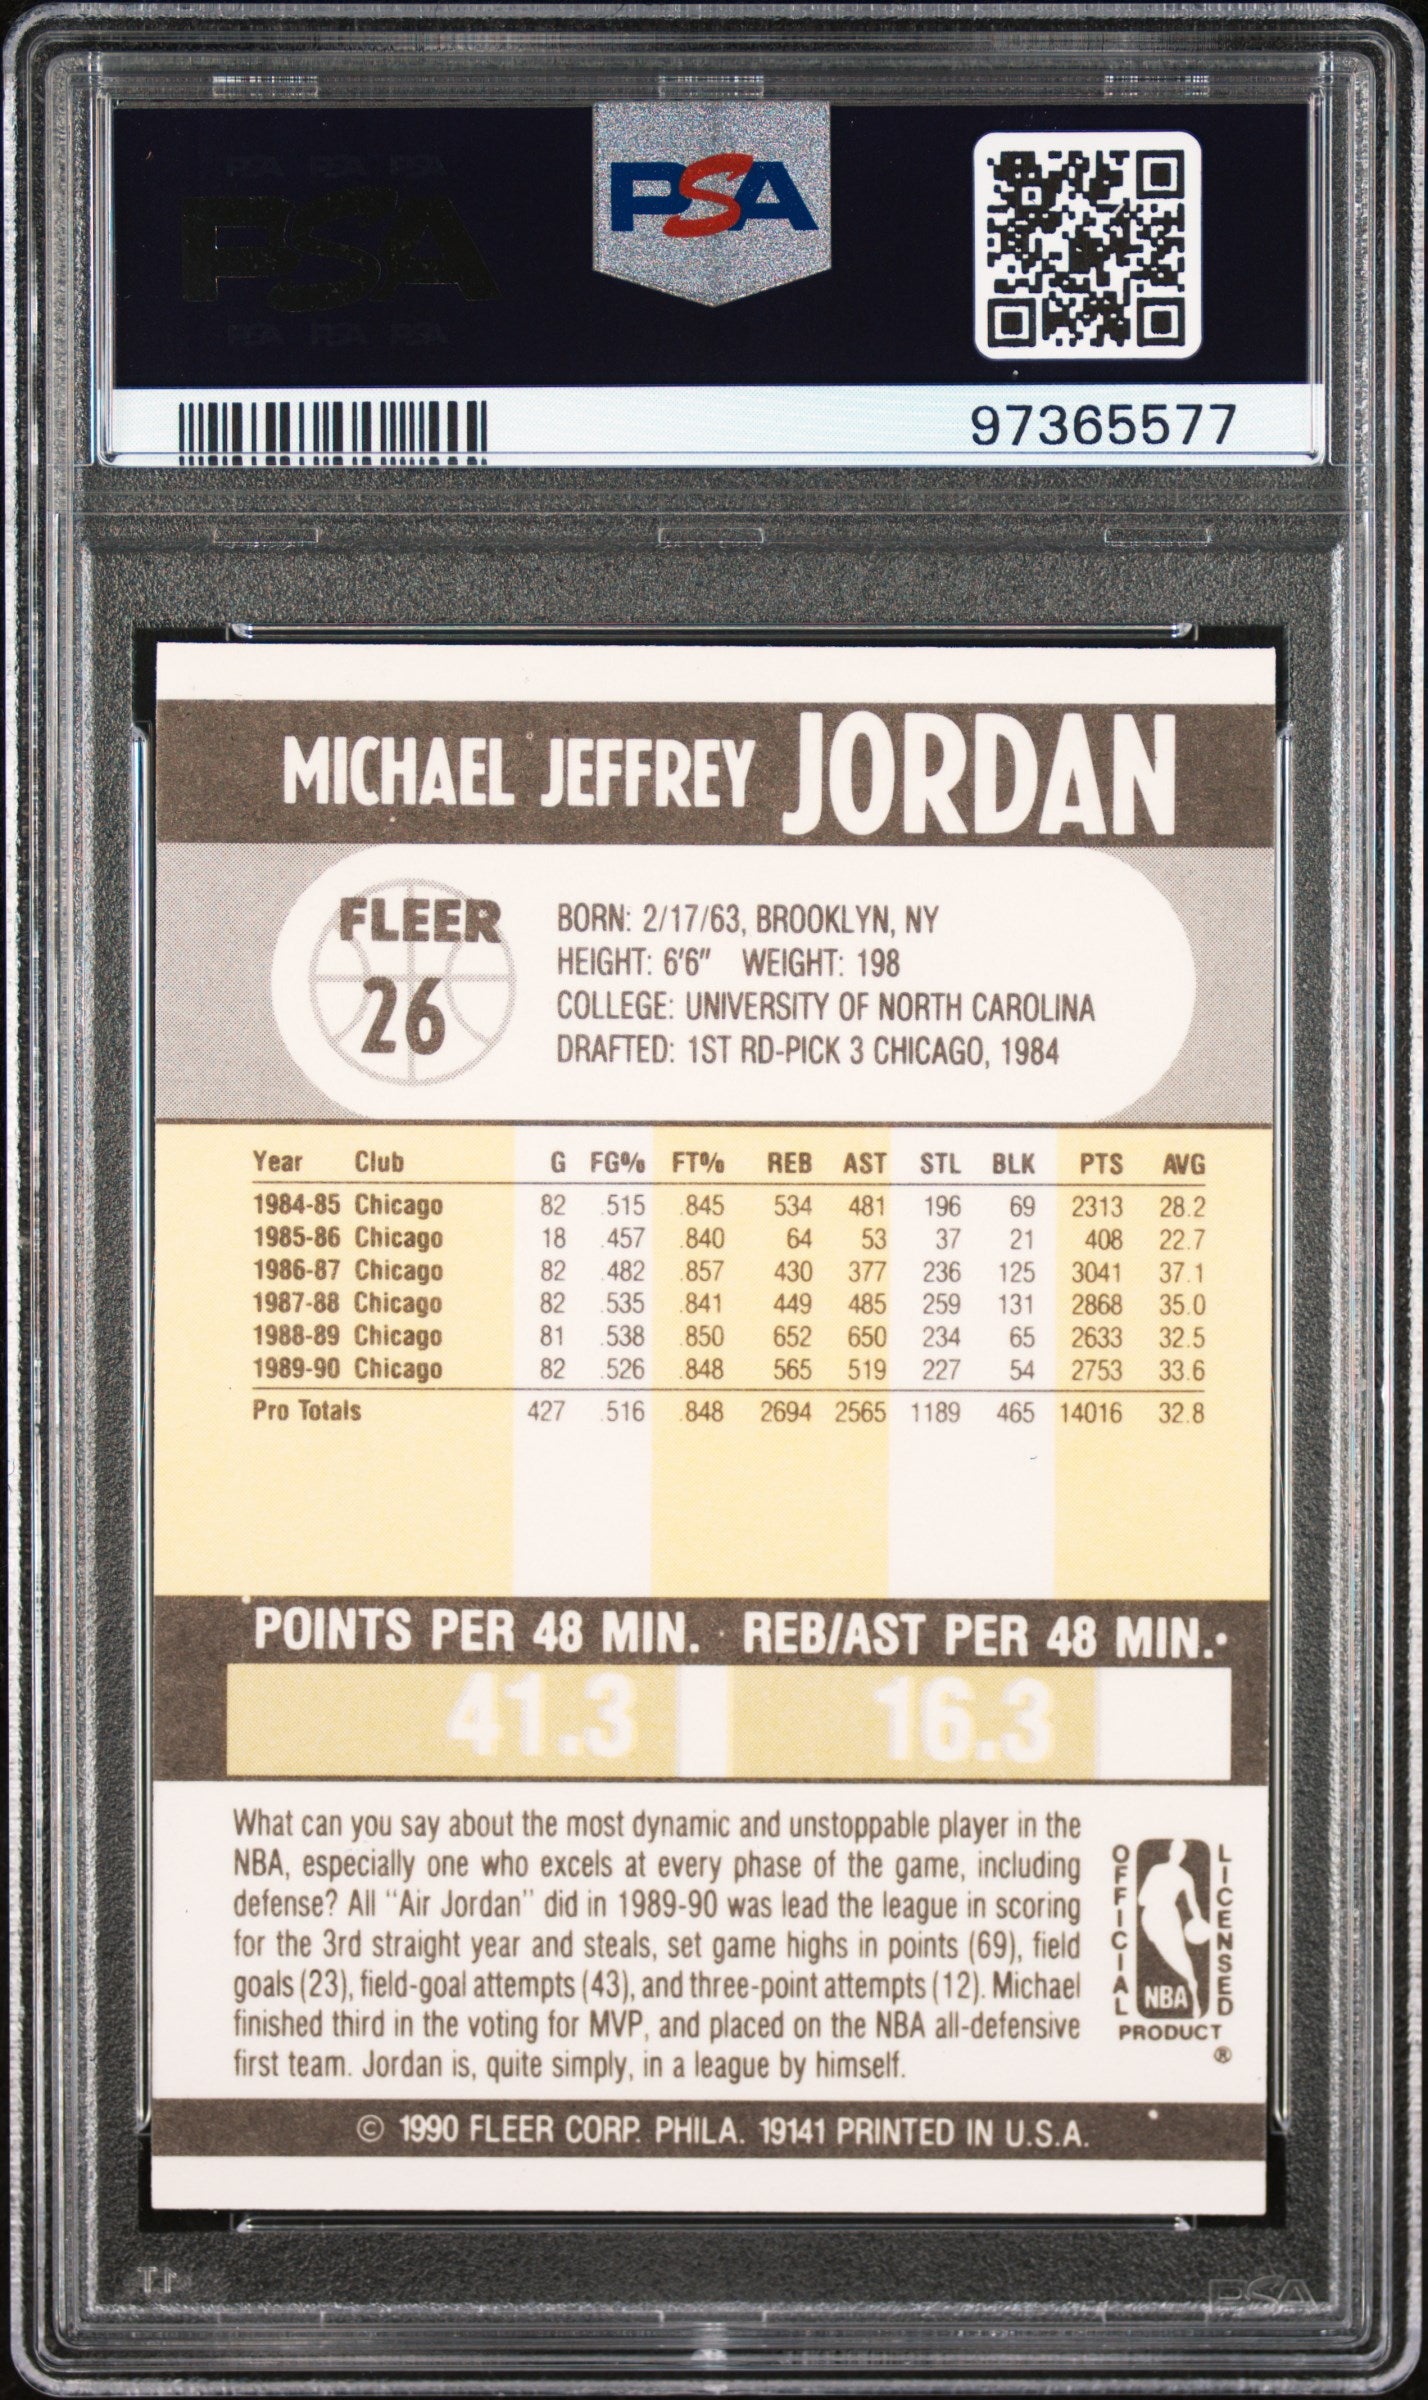 PSA PSA PSA
PSA
PSA
PSA PSA PSA
97365577
MICHAEL JEFFREY JORDAN
FLEER
26
BORN: 2/17/63, BROOKLYN, NY
HEIGHT: 6'6" WEIGHT: 198
COLLEGE: UNIVERSITY OF NORTH CAROLINA
DRAFTED: 1ST RD-PICK 3 CHICAGO, 1984
Year Club G FG% FT% REB AST STL BLK PTS AVG
1984-85 Chicago 82 .515 .845 534 481 196 69 2313 28.2
1985-86 Chicago 18 .457 .840 64 53 37 21 408 22.7
1986-87 Chicago 82 .482 .857 430 377 236 125 3041 37.1
1987-88 Chicago 82 .535 .841 449 485 259 131 2868 35.0
1988-89 Chicago 81 .538 .850 652 650 234 65 2633 32.5
1989-90 Chicago 82 .526 .848 565 519 227 54 2753 33.6
Pro Totals 427 .516 .848 2694 2565 1189 465 14016 32.8
POINTS PER 48 MIN. REB/AST PER 48 MIN.
41.3 16.3
What can you say about the most dynamic and unstoppable player in the
NBA, especially one who excels at every phase of the game, including
defense? All "Air Jordan" did in 1989-90 was lead the league in scoring
for the 3rd straight year and steals, set game highs in points (69), field
goals (23), field-goal attempts (43), and three-point attempts (12). Michael
finished third in the voting for MVP, and placed on the NBA all-defensive
first team. Jordan is, quite simply, in a league by himself.
OFFICIAL
LICENSED
NBA
PRODUCT
®
© 1990 FLEER CORP. PHILA. 19141 PRINTED IN U.S.A.
PSA